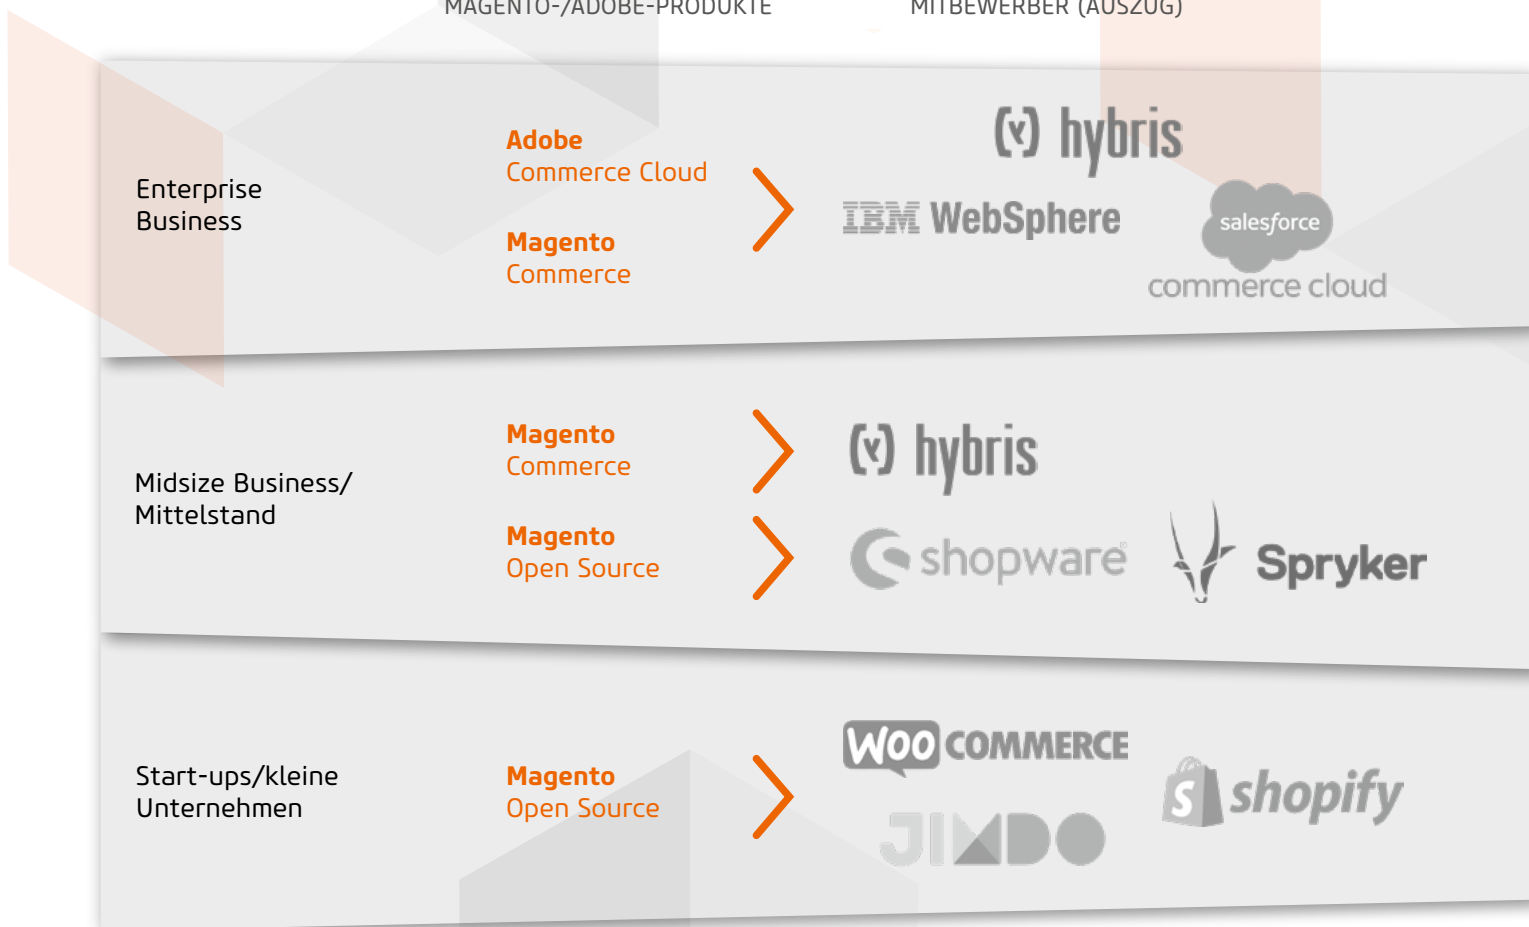 MAGENTO-/ADOBE-PRODUKTE
MITBEWERBER (AUSZUG)
Enterprise
Business
Adobe
Commerce Cloud
Magento
Commerce
(y) hybris
IBM WebSphere
salesforce
commerce cloud
Midsize Business/
Mittelstand
Magento
Commerce
Magento
Open Source
(y) hybris
shopware®
Spryker
Start-ups/kleine
Unternehmen
Magento
Open Source
WOO COMMERCE
S shopify
JIMDO